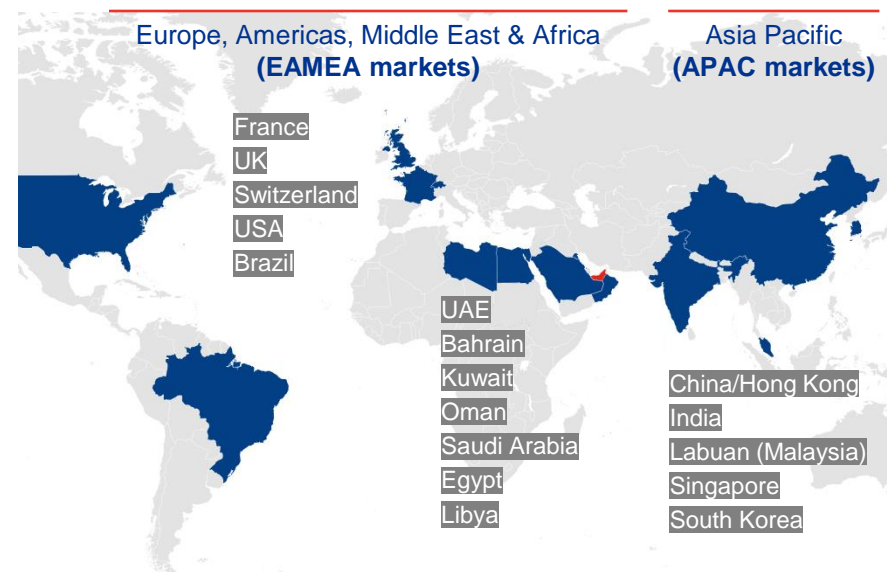 Europe, Americas, Middle East & Africa
(EAMEA markets)
Asia Pacific
(APAC markets)
France
UK
Switzerland
USA
Brazil
UAE
Bahrain
Kuwait
Oman
Saudi Arabia
Egypt
Libya
China/Hong Kong
India
Labuan (Malaysia)
Singapore
South Korea